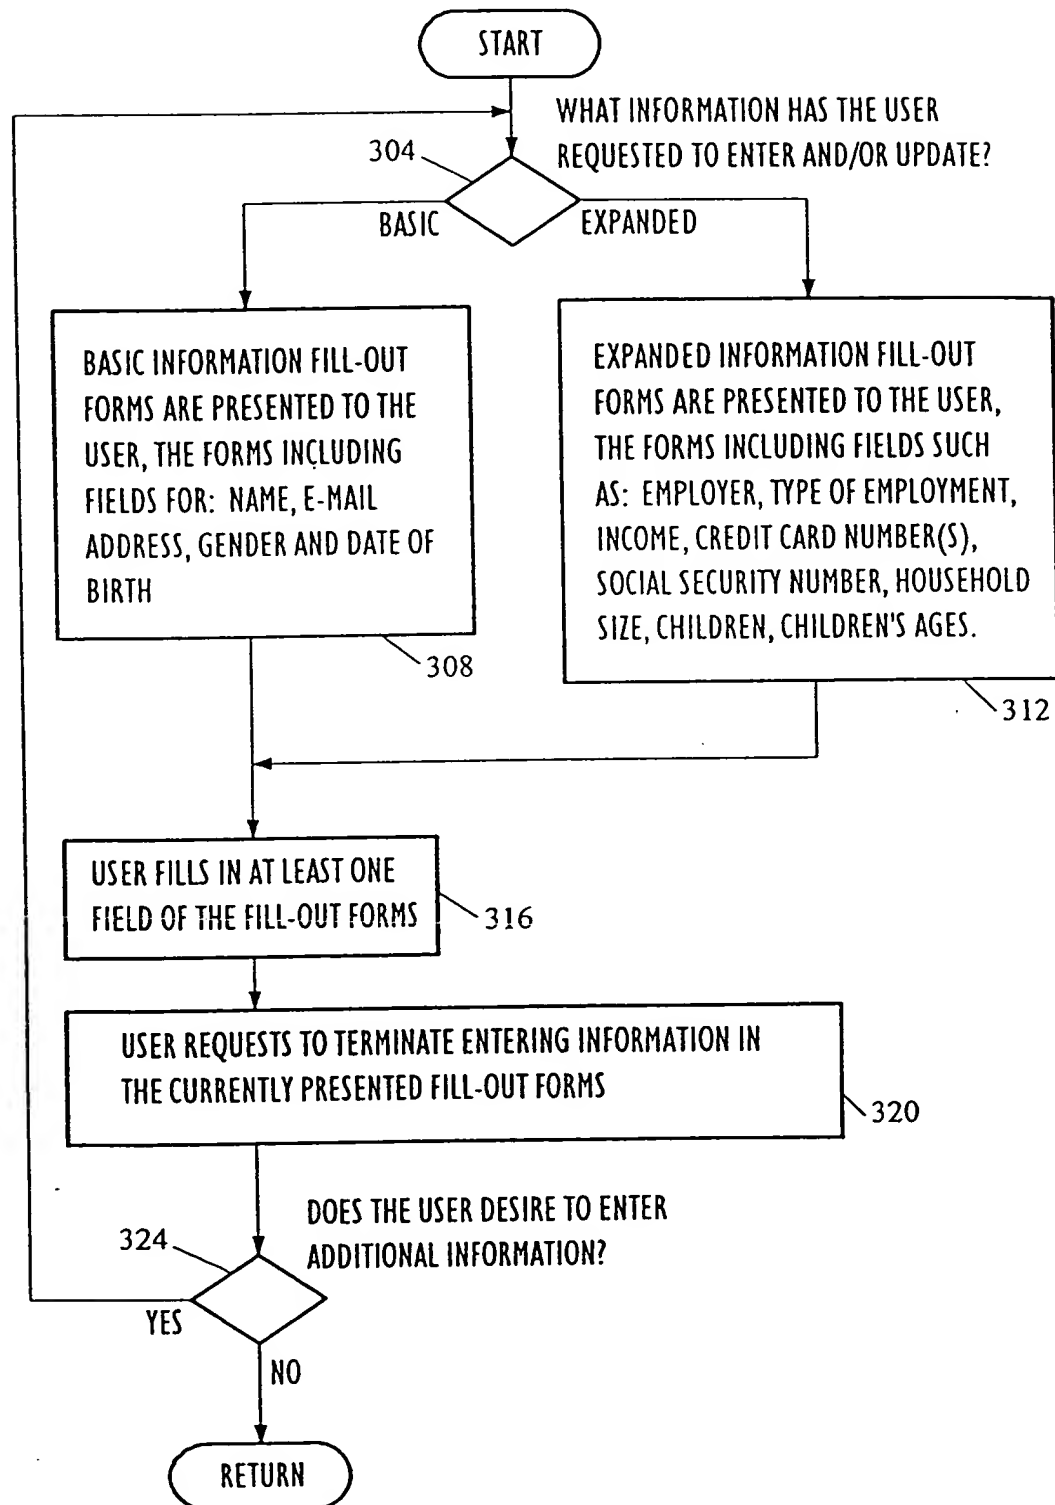 START
WHAT INFORMATION HAS THE USER
REQUESTED TO ENTER AND/OR UPDATE?
304
BASIC
EXPANDED
BASIC INFORMATION FILL-OUT
FORMS ARE PRESENTED TO THE
USER, THE FORMS INCLUDING
FIELDS FOR: NAME, E-MAIL
ADDRESS, GENDER AND DATE OF
BIRTH
308
EXPANDED INFORMATION FILL-OUT
FORMS ARE PRESENTED TO THE USER,
THE FORMS INCLUDING FIELDS SUCH
AS: EMPLOYER, TYPE OF EMPLOYMENT,
INCOME, CREDIT CARD NUMBER(S),
SOCIAL SECURITY NUMBER, HOUSEHOLD
SIZE, CHILDREN, CHILDREN'S AGES.
312
USER FILLS IN AT LEAST ONE
FIELD OF THE FILL-OUT FORMS
316
USER REQUESTS TO TERMINATE ENTERING INFORMATION IN
THE CURRENTLY PRESENTED FILL-OUT FORMS
320
DOES THE USER DESIRE TO ENTER
ADDITIONAL INFORMATION?
324
YES
NO
RETURN